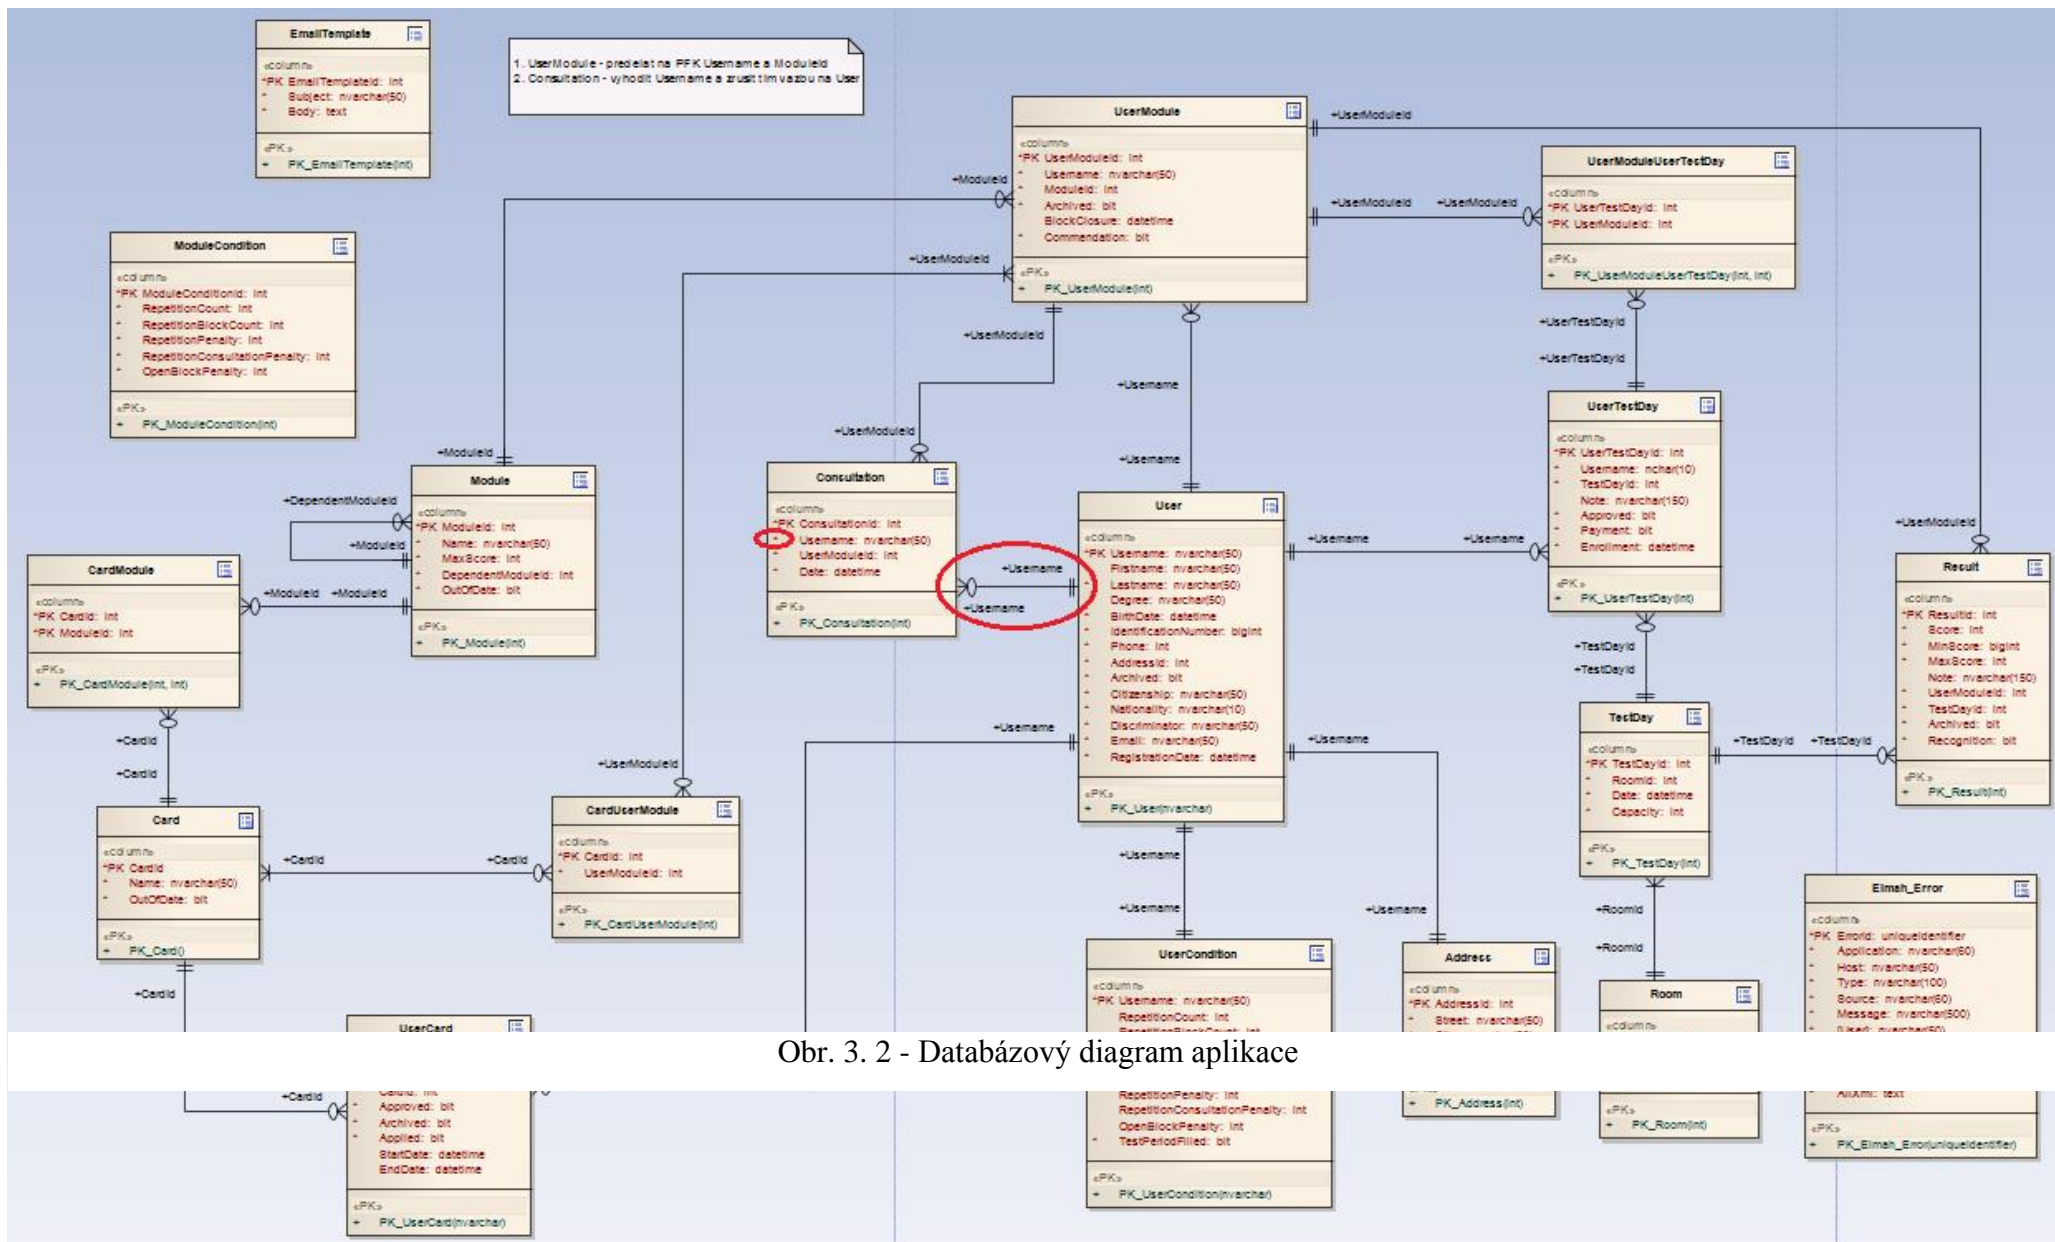 EmailTemplate
«column»
*PK EmailTemplateId: int
* Subject: nvarchar(50)
* Body: text
«PK»
+ PK_EmailTemplate(int)
1. UserModule - predelat na PFK Username a ModuleId
2. Consultation - vyhodit Username a zrusit tim vazbu na User
UserModule
«column»
*PK UserModuleId: int
* Username: nvarchar(50)
* ModuleId: int
* Archived: bit
BlockClosure: datetime
* Commendation: bit
«PK»
+ PK_UserModule(int)
+UserModuleId
UserModuleUserTestDay
«column»
*PK UserTestDayId: int
*PK UserModuleId: int
«PK»
+ PK_UserModuleUserTestDay(int, int)
+ModuleId
+UserModuleId
+UserModuleId
+UserModuleId
ModuleCondition
«column»
*PK ModuleConditionId: int
* RepetitionCount: int
* RepetitionBlockCount: int
* RepetitionPenalty: int
* RepetitionConsultationPenalty: int
* OpenBlockPenalty: int
«PK»
+ PK_ModuleCondition(int)
+UserModuleId
+UserTestDayId
+UserTestDayId
+Username
+UserModuleId
+Username
+ModuleId
Module
«column»
*PK ModuleId: int
* Name: nvarchar(50)
* MaxScore: int
* DependentModuleId: int
* OutOfDate: bit
«PK»
+ PK_Module(int)
+DependentModuleId
+ModuleId
+ModuleId
+ModuleId
Consultation
«column»
*PK ConsultationId: int
* Username: nvarchar(50)
* UserModuleId: int
* Date: datetime
«PK»
+ PK_Consultation(int)
+Username
+Username
User
«column»
*PK Username: nvarchar(50)
* Firstname: nvarchar(50)
* Lastname: nvarchar(50)
* Degree: nvarchar(50)
* BirthDate: datetime
* IdentificationNumber: bigint
* Phone: int
* AddressId: int
* Archived: bit
* Citizenship: nvarchar(50)
* Nationality: nvarchar(10)
* Discriminator: nvarchar(50)
* Email: nvarchar(50)
* RegistrationDate: datetime
«PK»
+ PK_User(nvarchar)
+Username
+Username
UserTestDay
«column»
*PK UserTestDayId: int
* Username: nchar(10)
* TestDayId: int
Note: nvarchar(150)
* Approved: bit
* Payment: bit
* Enrollment: datetime
«PK»
+ PK_UserTestDay(int)
+UserModuleId
Result
«column»
*PK ResultId: int
* Score: int
* MinScore: bigint
* MaxScore: int
Note: nvarchar(150)
* UserModuleId: int
* TestDayId: int
* Archived: bit
* Recognition: bit
«PK»
+ PK_Result(int)
CardModule
«column»
*PK CardId: int
*PK ModuleId: int
«PK»
+ PK_CardModule(int, int)
+TestDayId
+TestDayId
TestDay
«column»
*PK TestDayId: int
* RoomId: int
* Date: datetime
* Capacity: int
«PK»
+ PK_TestDay(int)
+TestDayId
+TestDayId
+CardId
+CardId
+Username
+Username
+UserModuleId
Card
«column»
*PK CardId
* Name: nvarchar(50)
* OutOfDate: bit
«PK»
+ PK_Card()
+CardId
+CardId
CardUserModule
«column»
*PK CardId: int
* UserModuleId: int
«PK»
+ PK_CardUserModule(int)
+Username
+Username
+Username
+RoomId
+RoomId
Elmah_Error
«column»
*PK ErrorId: uniqueidentifier
* Application: nvarchar(60)
* Host: nvarchar(50)
* Type: nvarchar(100)
* Source: nvarchar(60)
* Message: nvarchar(500)
UserCondition
«column»
*PK Username: nvarchar(50)
RepetitionCount: int
Address
«column»
*PK AddressId: int
* Street: nvarchar(50)
Room
«column»
+CardId
UserCard
Obr. 3. 2 - Databázový diagram aplikace
+CardId
* Approved: bit
* Archived: bit
* Applied: bit
StartDate: datetime
EndDate: datetime
«PK»
+ PK_UserCard(nvarchar)
RepetitionPenalty: int
RepetitionConsultationPenalty: int
OpenBlockPenalty: int
* TestPeriodFilled: bit
«PK»
+ PK_UserCondition(nvarchar)
+ PK_Address(int)
«PK»
+ PK_Room(int)
* AllXml: text
«PK»
+ PK_Elmah_Error(uniqueidentifier)